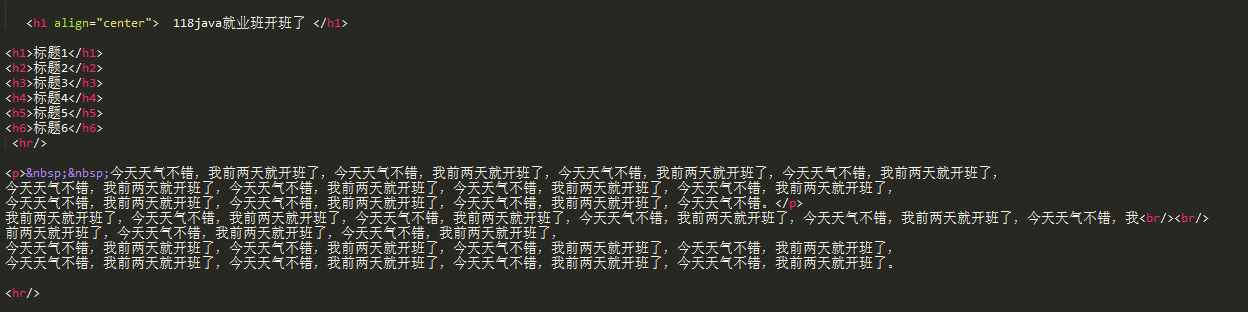 <h1 align="center">  118java就业班开班了 </h1>
<h1>标题1</h1>
<h2>标题2</h2>
<h3>标题3</h3>
<h4>标题4</h4>
<h5>标题5</h5>
<h6>标题6</h6>
<hr/>
<p>&nbsp;&nbsp;今天天气不错，我前两天就开班了，今天天气不错，我前两天就开班了，今天天气不错，我前两天就开班了，今天天气不错，我前两天就开班了，
今天天气不错，我前两天就开班了，今天天气不错，我前两天就开班了，今天天气不错，我前两天就开班了，今天天气不错，我前两天就开班了，
今天天气不错，我前两天就开班了，今天天气不错，我前两天就开班了，今天天气不错，我前两天就开班了，今天天气不错。</p>
我前两天就开班了，今天天气不错，我前两天就开班了，今天天气不错，我前两天就开班了，今天天气不错，我前两天就开班了，今天天气不错，我前两天就开班了，今天天气不错，我<br/><br/>
前两天就开班了，今天天气不错，我前两天就开班了，今天天气不错，我前两天就开班了，
今天天气不错，我前两天就开班了，今天天气不错，我前两天就开班了，今天天气不错，我前两天就开班了，今天天气不错，我前两天就开班了，
今天天气不错，我前两天就开班了，今天天气不错，我前两天就开班了，今天天气不错，我前两天就开班了，今天天气不错，我前两天就开班了。
<hr/>